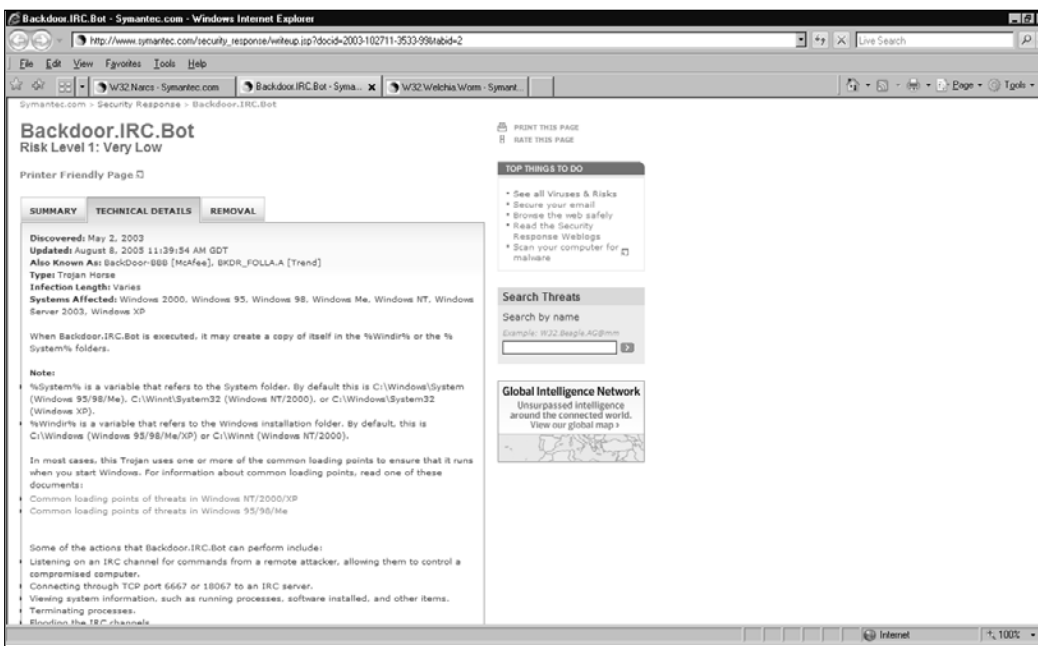 Backdoor.IRC.Bot - Symantec.com - Windows Internet Explorer
http://www.symantec.com/security_response/writeup.jsp?docid=2003-102711-3533-99&tabid=2
Live Search
File Edit View Favorites Tools Help
W32.Narcs - Symantec.com
Backdoor.IRC.Bot - Syma...
W32.Welchia.Worm - Symant...
Page
Tools
Symantec.com > Security Response > Backdoor.IRC.Bot
Backdoor.IRC.Bot
Risk Level 1: Very Low
Printer Friendly Page
SUMMARY TECHNICAL DETAILS REMOVAL
Discovered: May 2, 2003
Updated: August 8, 2005 11:39:54 AM GDT
Also Known As: BackDoor-BBB [McAfee], BKDR_FOLLA.A [Trend]
Type: Trojan Horse
Infection Length: Varies
Systems Affected: Windows 2000, Windows 95, Windows 98, Windows Me, Windows NT, Windows
Server 2003, Windows XP
When Backdoor.IRC.Bot is executed, it may create a copy of itself in the %Windir% or the %
System% folders.
Note:
%System% is a variable that refers to the System folder. By default this is C:\Windows\System
(Windows 95/98/Me), C:\Winnt\System32 (Windows NT/2000), or C:\Windows\System32
(Windows XP).
%Windir% is a variable that refers to the Windows installation folder. By default, this is
C:\Windows (Windows 95/98/Me/XP) or C:\Winnt (Windows NT/2000).
In most cases, this Trojan uses one or more of the common loading points to ensure that it runs
when you start Windows. For information about common loading points, read one of these
documents:
Common loading points of threats in Windows NT/2000/XP
Common loading points of threats in Windows 95/98/Me
Some of the actions that Backdoor.IRC.Bot can perform include:
Listening on an IRC channel for commands from a remote attacker, allowing them to control a
compromised computer.
Connecting through TCP port 6667 or 18067 to an IRC server.
Viewing system information, such as running processes, software installed, and other items.
Terminating processes.
Flooding the IRC channels
PRINT THIS PAGE
RATE THIS PAGE
TOP THINGS TO DO
See all Viruses & Risks
Secure your email
Browse the web safely
Read the Security
Response Weblogs
Scan your computer for
malware
Search Threats
Search by name
Example: W32.Beagle.AG@mm
Global Intelligence Network
Unsurpassed intelligence
around the connected world.
View our global map >
Internet
100%